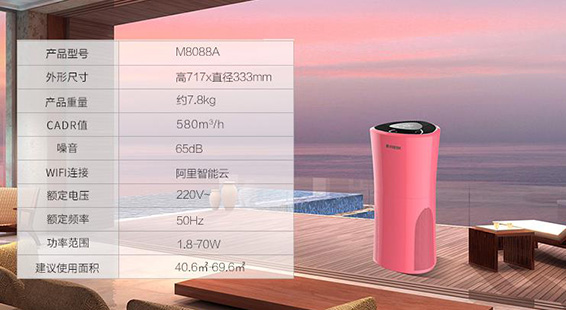 产品型号 M8088A
外形尺寸 高717x直径333mm
产品重量 约7.8kg
CADR值 580m³/h
噪音 65dB
WIFI连接 阿里智能云
额定电压 220V~
额定频率 50Hz
功率范围 1.8-70W
建议使用面积 40.6㎡-69.6㎡